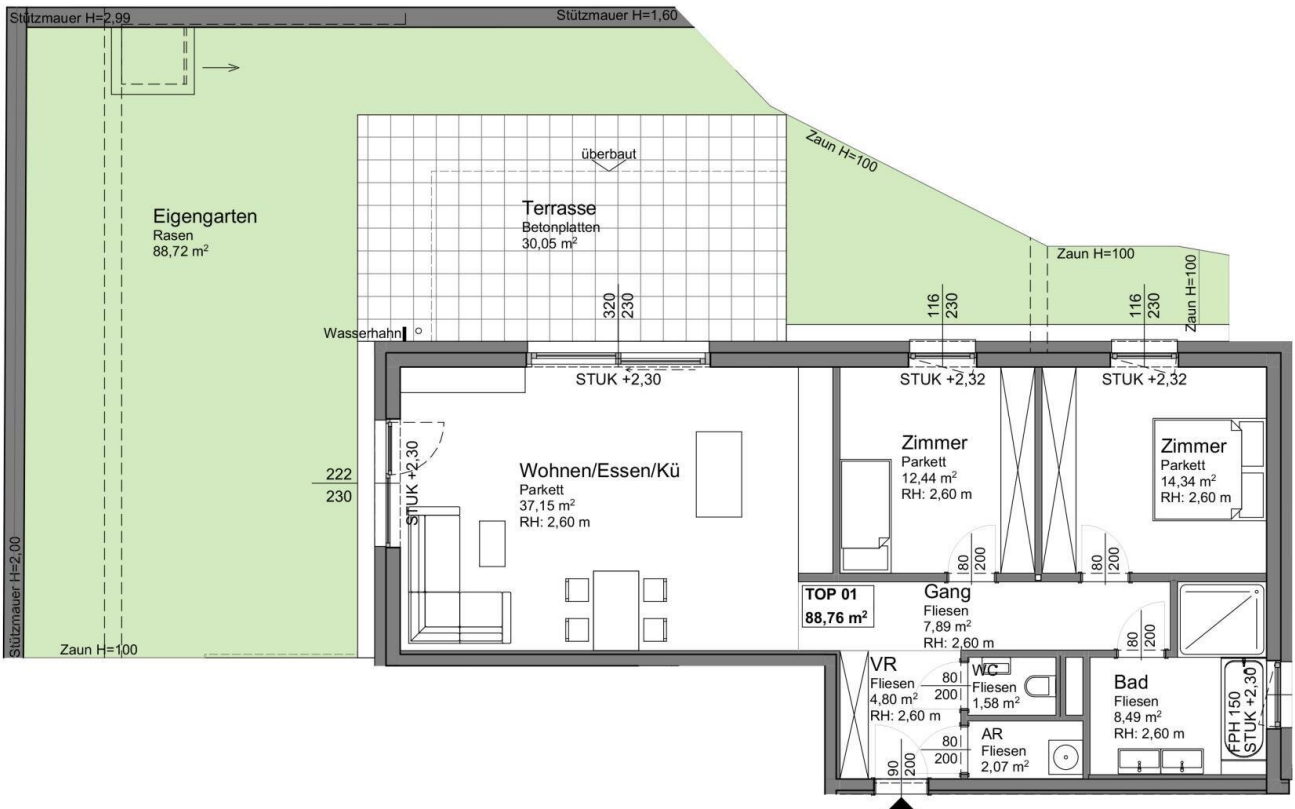 Stützmauer H=2,99
Stützmauer H=1,60
Zaun H=100
überbaut
Eigengarten
Rasen
88,72 m²
Terrasse
Betonplatten
30,05 m²
Zaun H=100
Zaun H=100
Wasserhahn
320
230
116
230
116
230
STUK +2,30
STUK +2,32
STUK +2,32
222
230
STUK +2,30
Wohnen/Essen/Kü
Parkett
37,15 m²
RH: 2,60 m
Zimmer
Parkett
12,44 m²
RH: 2,60 m
Zimmer
Parkett
14,34 m²
RH: 2,60 m
80
200
80
200
Stützmauer H=2,00
Zaun H=100
TOP 01
88,76 m²
Gang
Fliesen
7,89 m²
RH: 2,60 m
80
200
VR
Fliesen
4,80 m²
RH: 2,60 m
80
200
WC
Fliesen
1,58 m²
Bad
Fliesen
8,49 m²
RH: 2,60 m
FPH 150
STUK +2,30
80
200
AR
Fliesen
2,07 m²
90
200